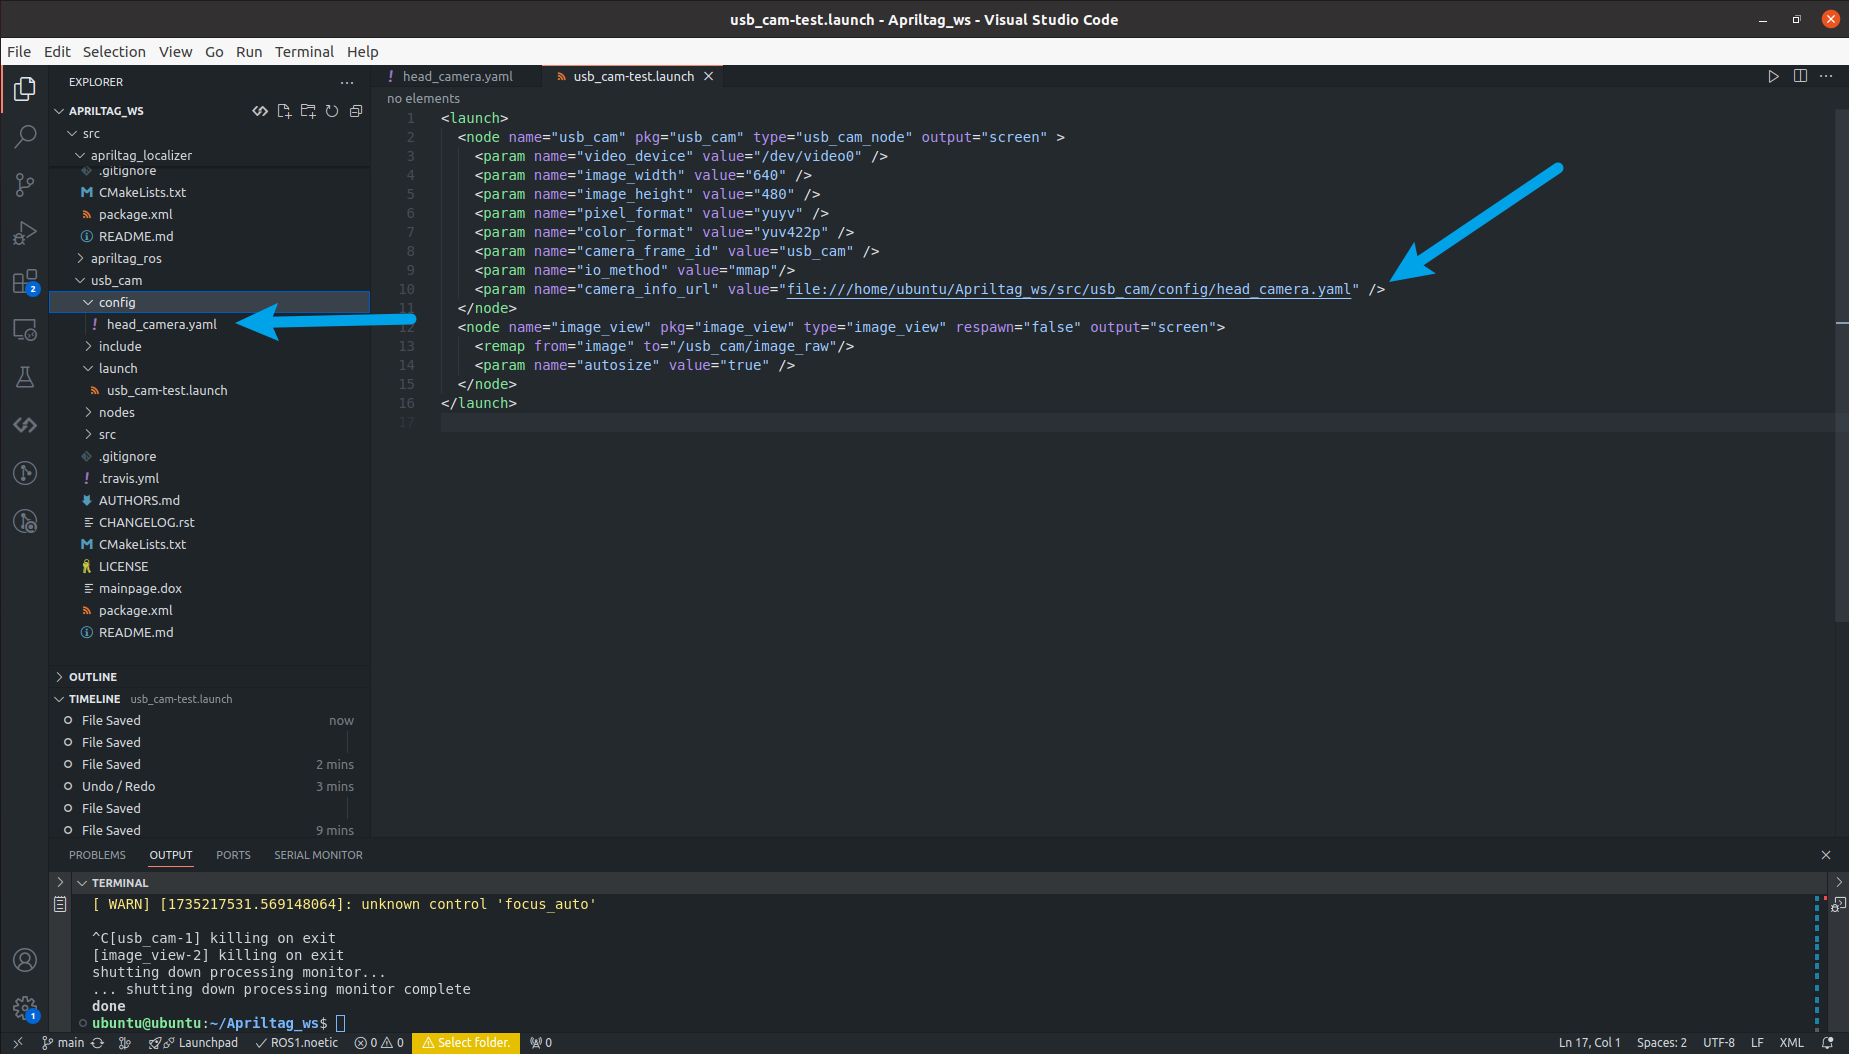 usb_cam-test.launch - Apriltag_ws - Visual Studio Code
File Edit Selection View Go Run Terminal Help
EXPLORER
APRILTAG_WS
src
apriltag_localizer
.gitignore
CMakeLists.txt
package.xml
README.md
apriltag_ros
usb_cam
config
head_camera.yaml
include
launch
usb_cam-test.launch
nodes
src
.gitignore
.travis.yml
AUTHORS.md
CHANGELOG.rst
CMakeLists.txt
LICENSE
mainpage.dox
package.xml
README.md
OUTLINE
TIMELINE usb_cam-test.launch
File Saved now
File Saved
File Saved 2 mins
Undo / Redo 3 mins
File Saved
File Saved 9 mins
2
1
head_camera.yaml
usb_cam-test.launch
no elements
1 <launch>
2 <node name="usb_cam" pkg="usb_cam" type="usb_cam_node" output="screen" >
3 <param name="video_device" value="/dev/video0" />
4 <param name="image_width" value="640" />
5 <param name="image_height" value="480" />
6 <param name="pixel_format" value="yuyv" />
7 <param name="color_format" value="yuv422p" />
8 <param name="camera_frame_id" value="usb_cam" />
9 <param name="io_method" value="mmap"/>
10 <param name="camera_info_url" value="file:///home/ubuntu/Apriltag_ws/src/usb_cam/config/head_camera.yaml" />
11 </node>
12 <node name="image_view" pkg="image_view" type="image_view" respawn="false" output="screen">
13 <remap from="image" to="/usb_cam/image_raw"/>
14 <param name="autosize" value="true" />
15 </node>
16 </launch>
17
PROBLEMS OUTPUT PORTS SERIAL MONITOR
TERMINAL
[ WARN] [1735217531.569148064]: unknown control 'focus_auto'
^C[usb_cam-1] killing on exit
[image_view-2] killing on exit
shutting down processing monitor...
... shutting down processing monitor complete
done
ubuntu@ubuntu:~/Apriltag_ws$
main Launchpad ROS1.noetic 0 0 Select folder. 0 Ln 17, Col 1 Spaces: 2 UTF-8 LF XML